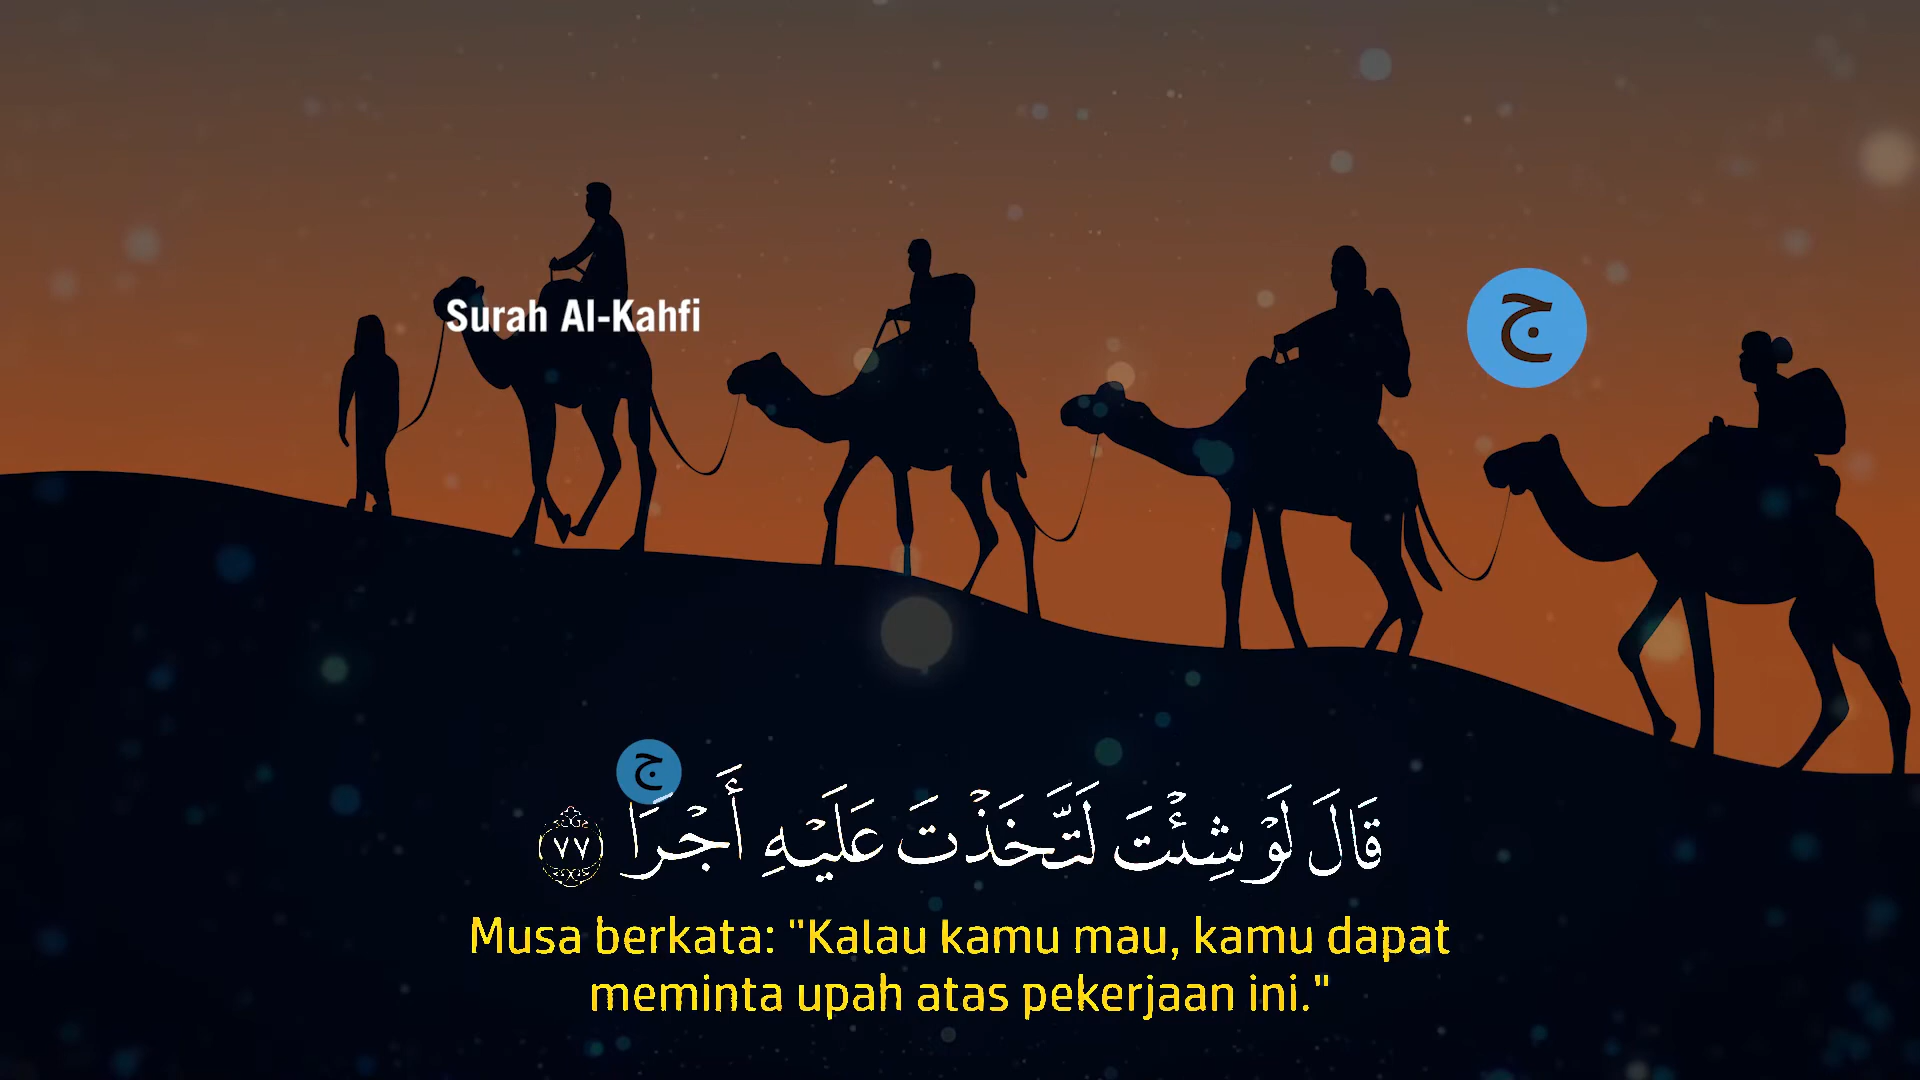 Surah Al-Kahfi
ج
ج
قَالَ لَوْ شِئْتَ لَتَّخَذْتَ عَلَيْهِ أَجْرًا ٧٧
Musa berkata: "Kalau kamu mau, kamu dapat
meminta upah atas pekerjaan ini."